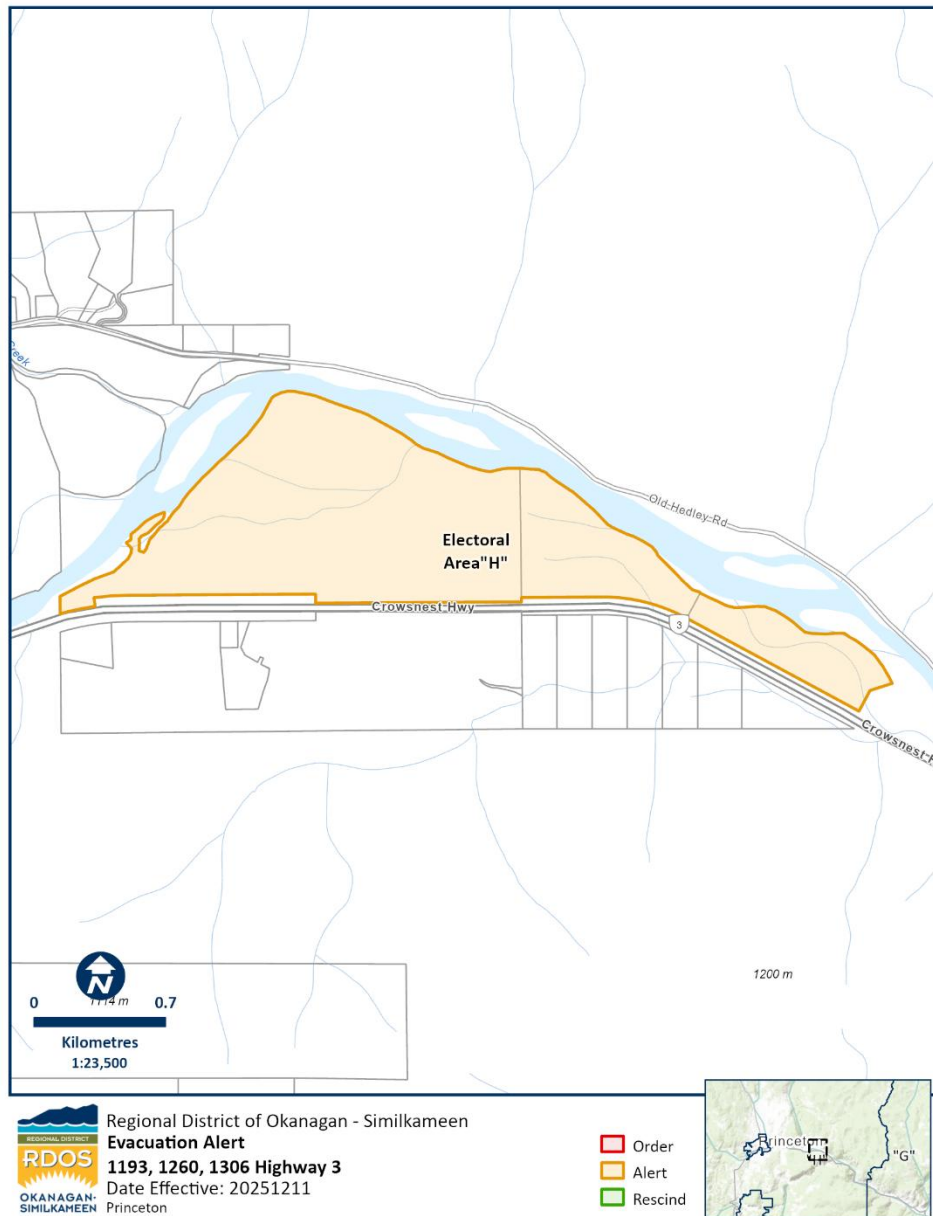 Creek
Old Hedley Rd
Electoral
Area"H"
Crowsnest Hwy
3
Crowsnest H
1200 m
N
1114 m
0 0.7
Kilometres
1:23,500
REGIONAL DISTRICT
RDOS
OKANAGAN-
SIMILKAMEEN
Regional District of Okanagan - Similkameen
Evacuation Alert
1193, 1260, 1306 Highway 3
Date Effective: 20251211
Princeton
Order
Alert
Rescind
Princeton
"G"